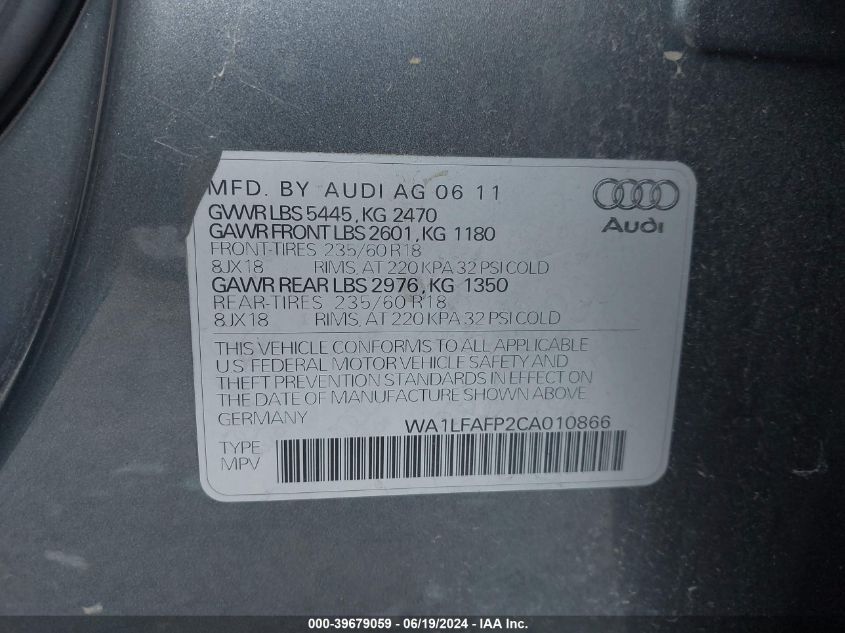 MFD. BY AUDI AG 06 11
GVWR LBS 5445, KG 2470
GAWR FRONT LBS 2601, KG 1180
FRONT-TIRES 235/60 R18
8JX18 RIMS, AT 220 KPA 32 PSI COLD
GAWR REAR LBS 2976, KG 1350
REAR-TIRES 235/60 R18
8JX18 RIMS, AT 220 KPA 32 PSI COLD
Audi
THIS VEHICLE CONFORMS TO ALL APPLICABLE
U.S. FEDERAL MOTOR VEHICLE SAFETY AND
THEFT PREVENTION STANDARDS IN EFFECT ON
THE DATE OF MANUFACTURE SHOWN ABOVE.
GERMANY WA1LFAFP2CA010866
TYPE
MPV
000-39679059 - 06/19/2024 - IAAI.COM